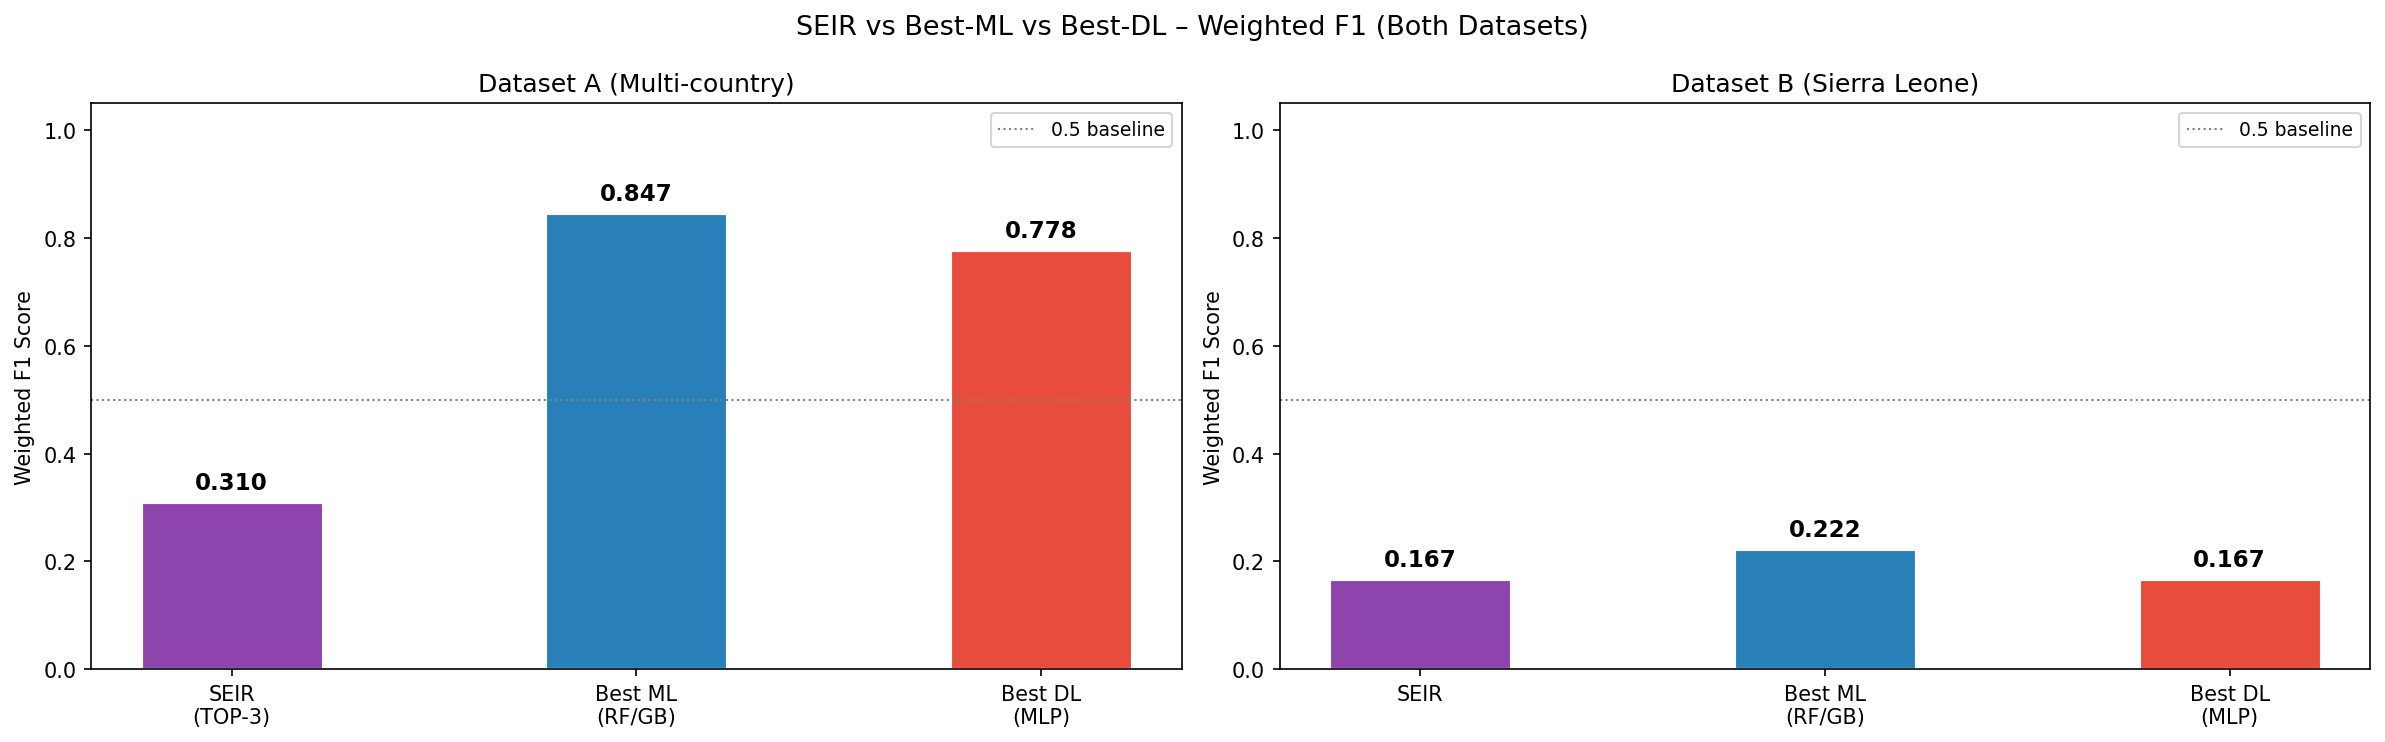 SEIR vs Best-ML vs Best-DL – Weighted F1 (Both Datasets)
Dataset A (Multi-country)
Weighted F1 Score
1.0
0.8
0.6
0.4
0.2
0.0
0.5 baseline
0.310
0.847
0.778
SEIR
(TOP-3)
Best ML
(RF/GB)
Best DL
(MLP)
Dataset B (Sierra Leone)
Weighted F1 Score
1.0
0.8
0.6
0.4
0.2
0.0
0.5 baseline
0.167
0.222
0.167
SEIR
Best ML
(RF/GB)
Best DL
(MLP)